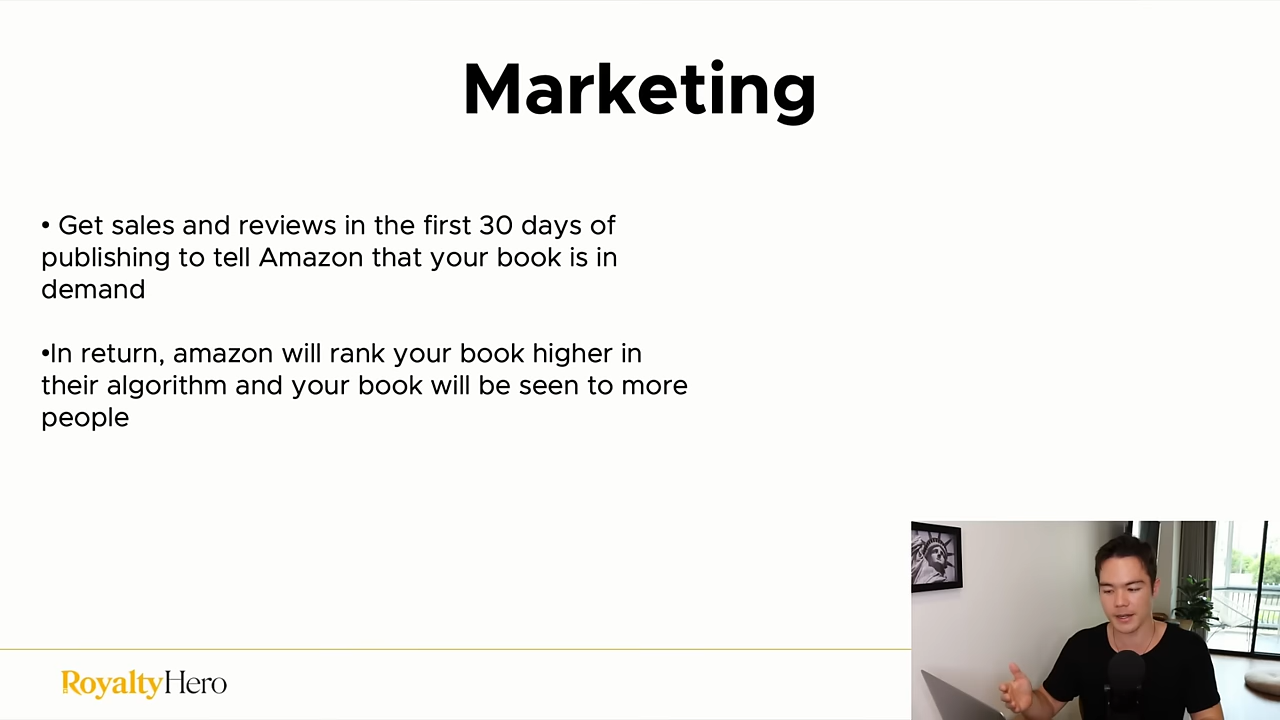 Marketing
• Get sales and reviews in the first 30 days of
publishing to tell Amazon that your book is in
demand
•In return, amazon will rank your book higher in
their algorithm and your book will be seen to more
people
RoyaltyHero